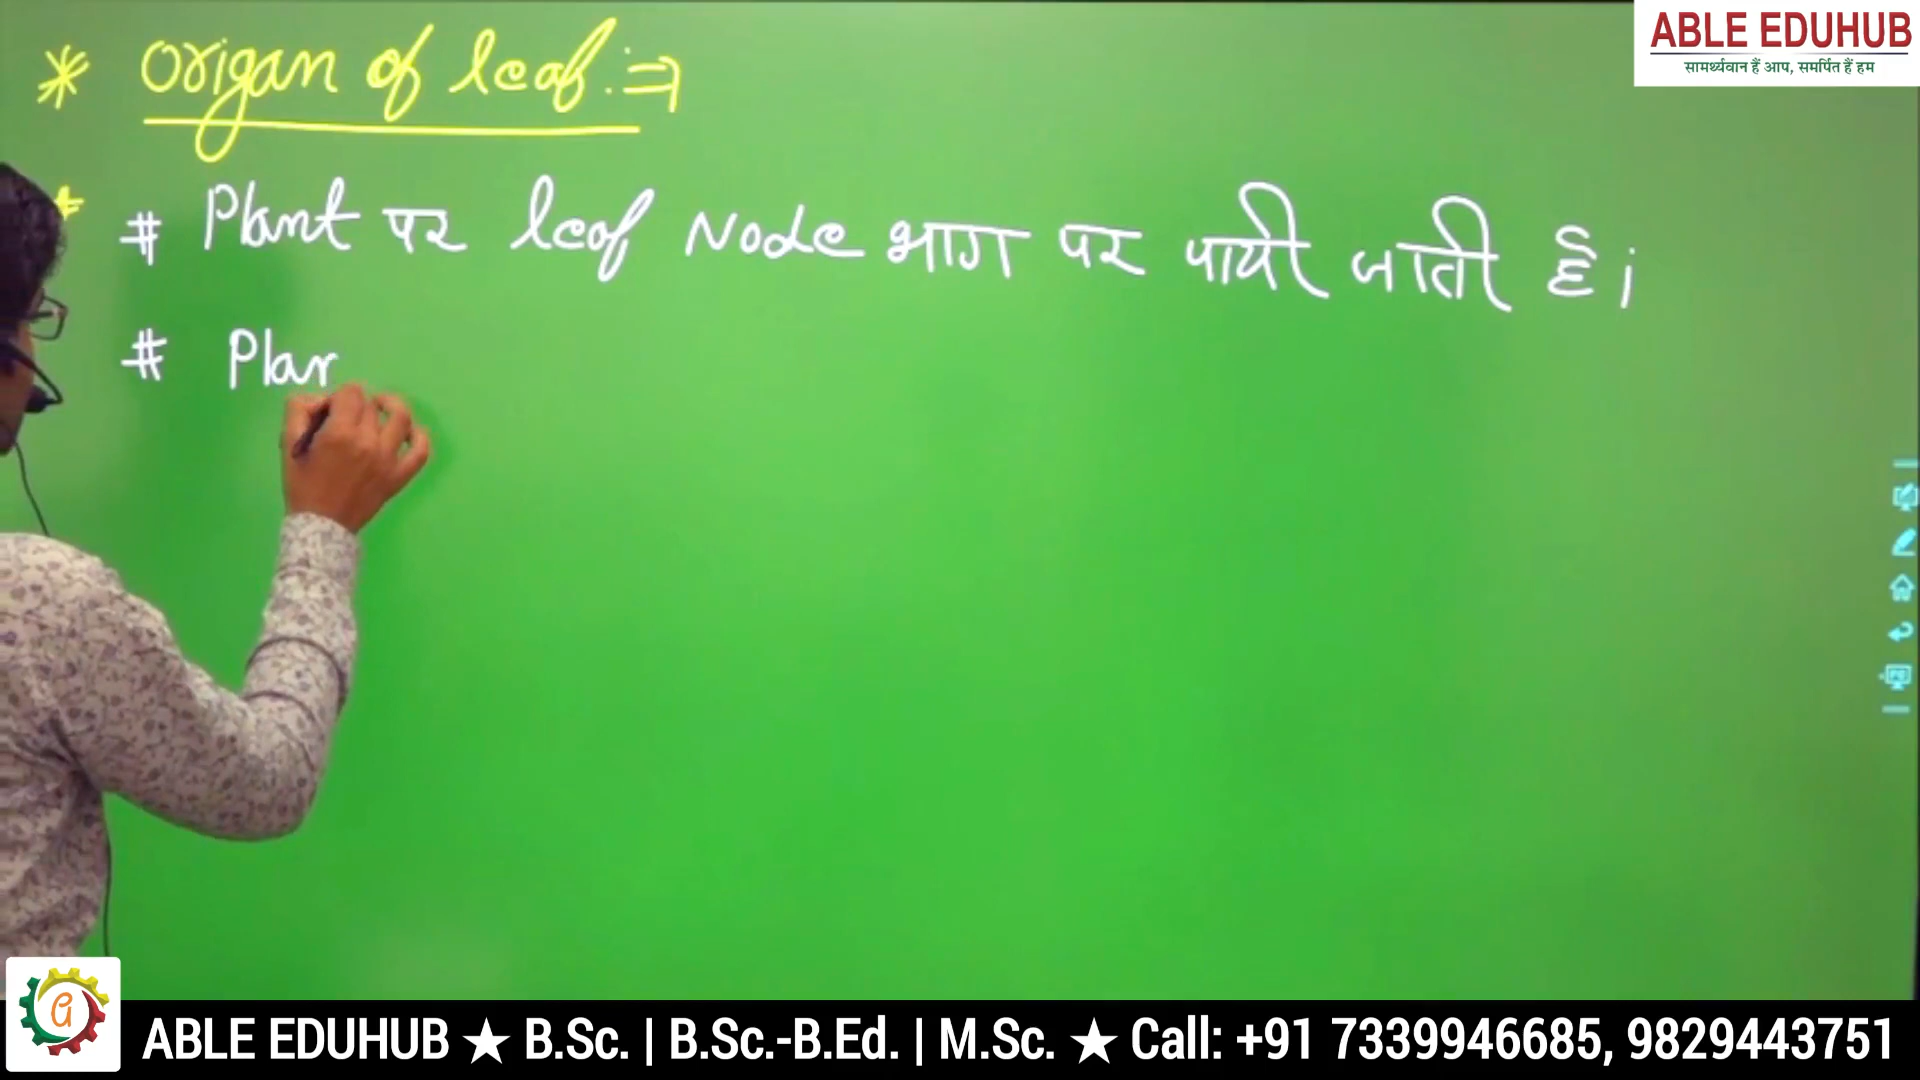 ABLE EDUHUB
सामर्थ्यवान हैं आप, समर्पित हैं हम
* Origan of leaf :⇒
* # Plant पर leaf Node भाग पर पायी जाती है।
# Plan
ABLE EDUHUB ★ B.Sc. | B.Sc.-B.Ed. | M.Sc. ★ Call: +91 7339946685, 9829443751